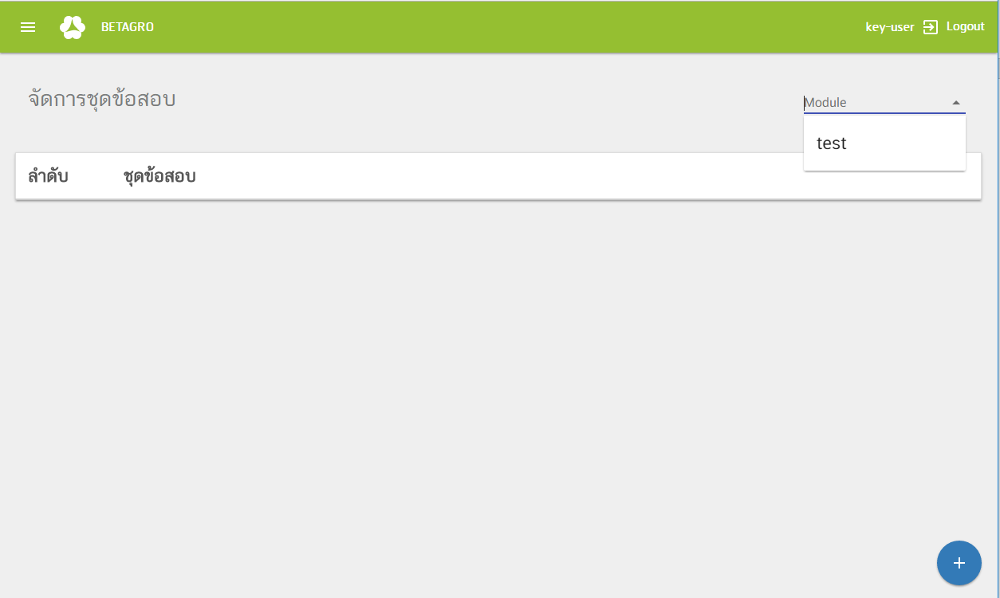 BETAGRO
key-user Logout
จัดการชุดข้อสอบ
Module
test
ลำดับ ชุดข้อสอบ